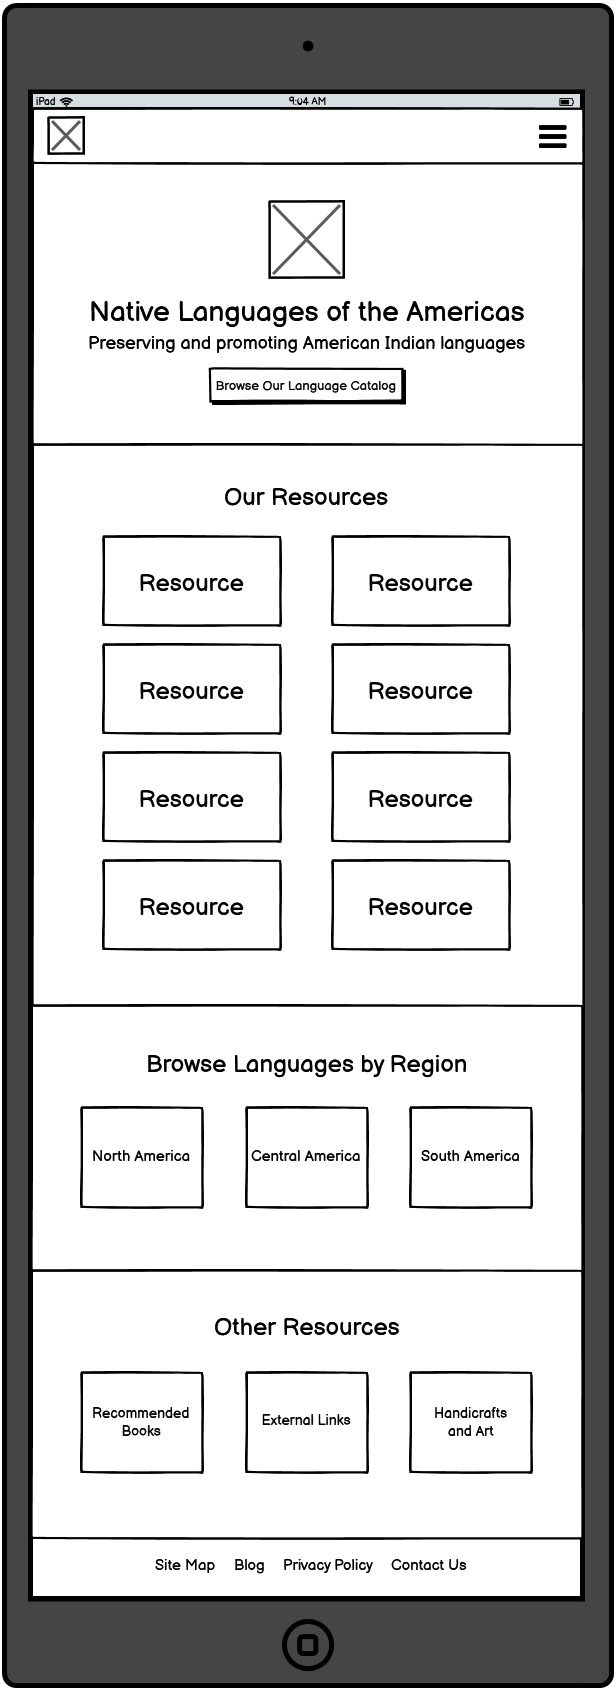 iPad
9:04 AM
Native Languages of the Americas
Preserving and promoting American Indian languages
Browse Our Language Catalog
Our Resources
Resource Resource
Resource Resource
Resource Resource
Resource Resource
Browse Languages by Region
North America Central America South America
Other Resources
Recommended
Books
External Links
Handicrafts
and Art
Site Map Blog Privacy Policy Contact Us